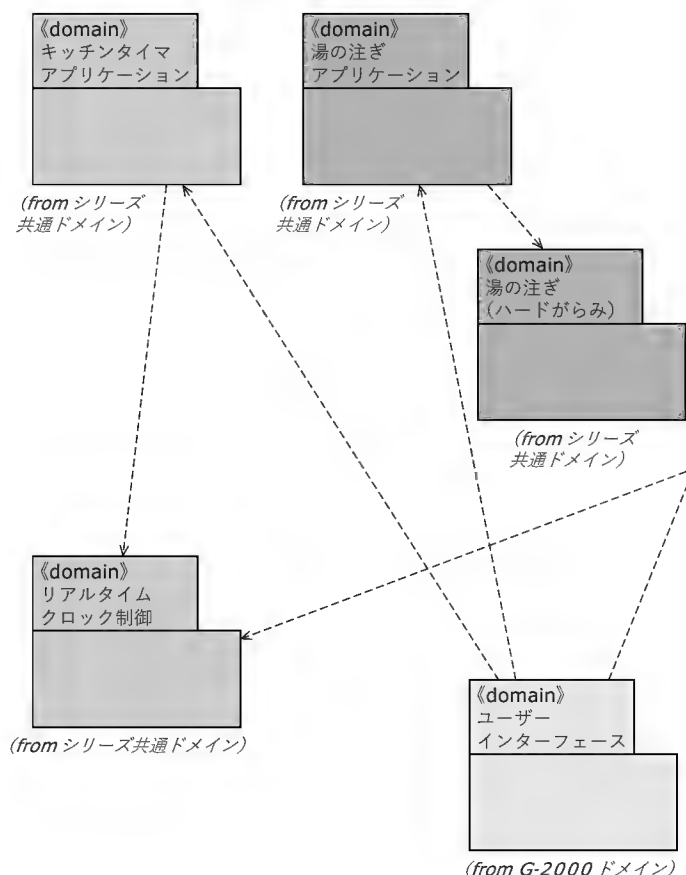 《domain》
キッチンタイマ
アプリケーション
(from シリーズ
共通ドメイン)
《domain》
湯の注ぎ
アプリケーション
(from シリーズ
共通ドメイン)
《domain》
湯の注ぎ
(ハードがらみ)
(from シリーズ
共通ドメイン)
《domain》
リアルタイム
クロック制御
(from シリーズ共通ドメイン)
《domain》
ユーザー
インターフェース
(from G-2000 ドメイン)